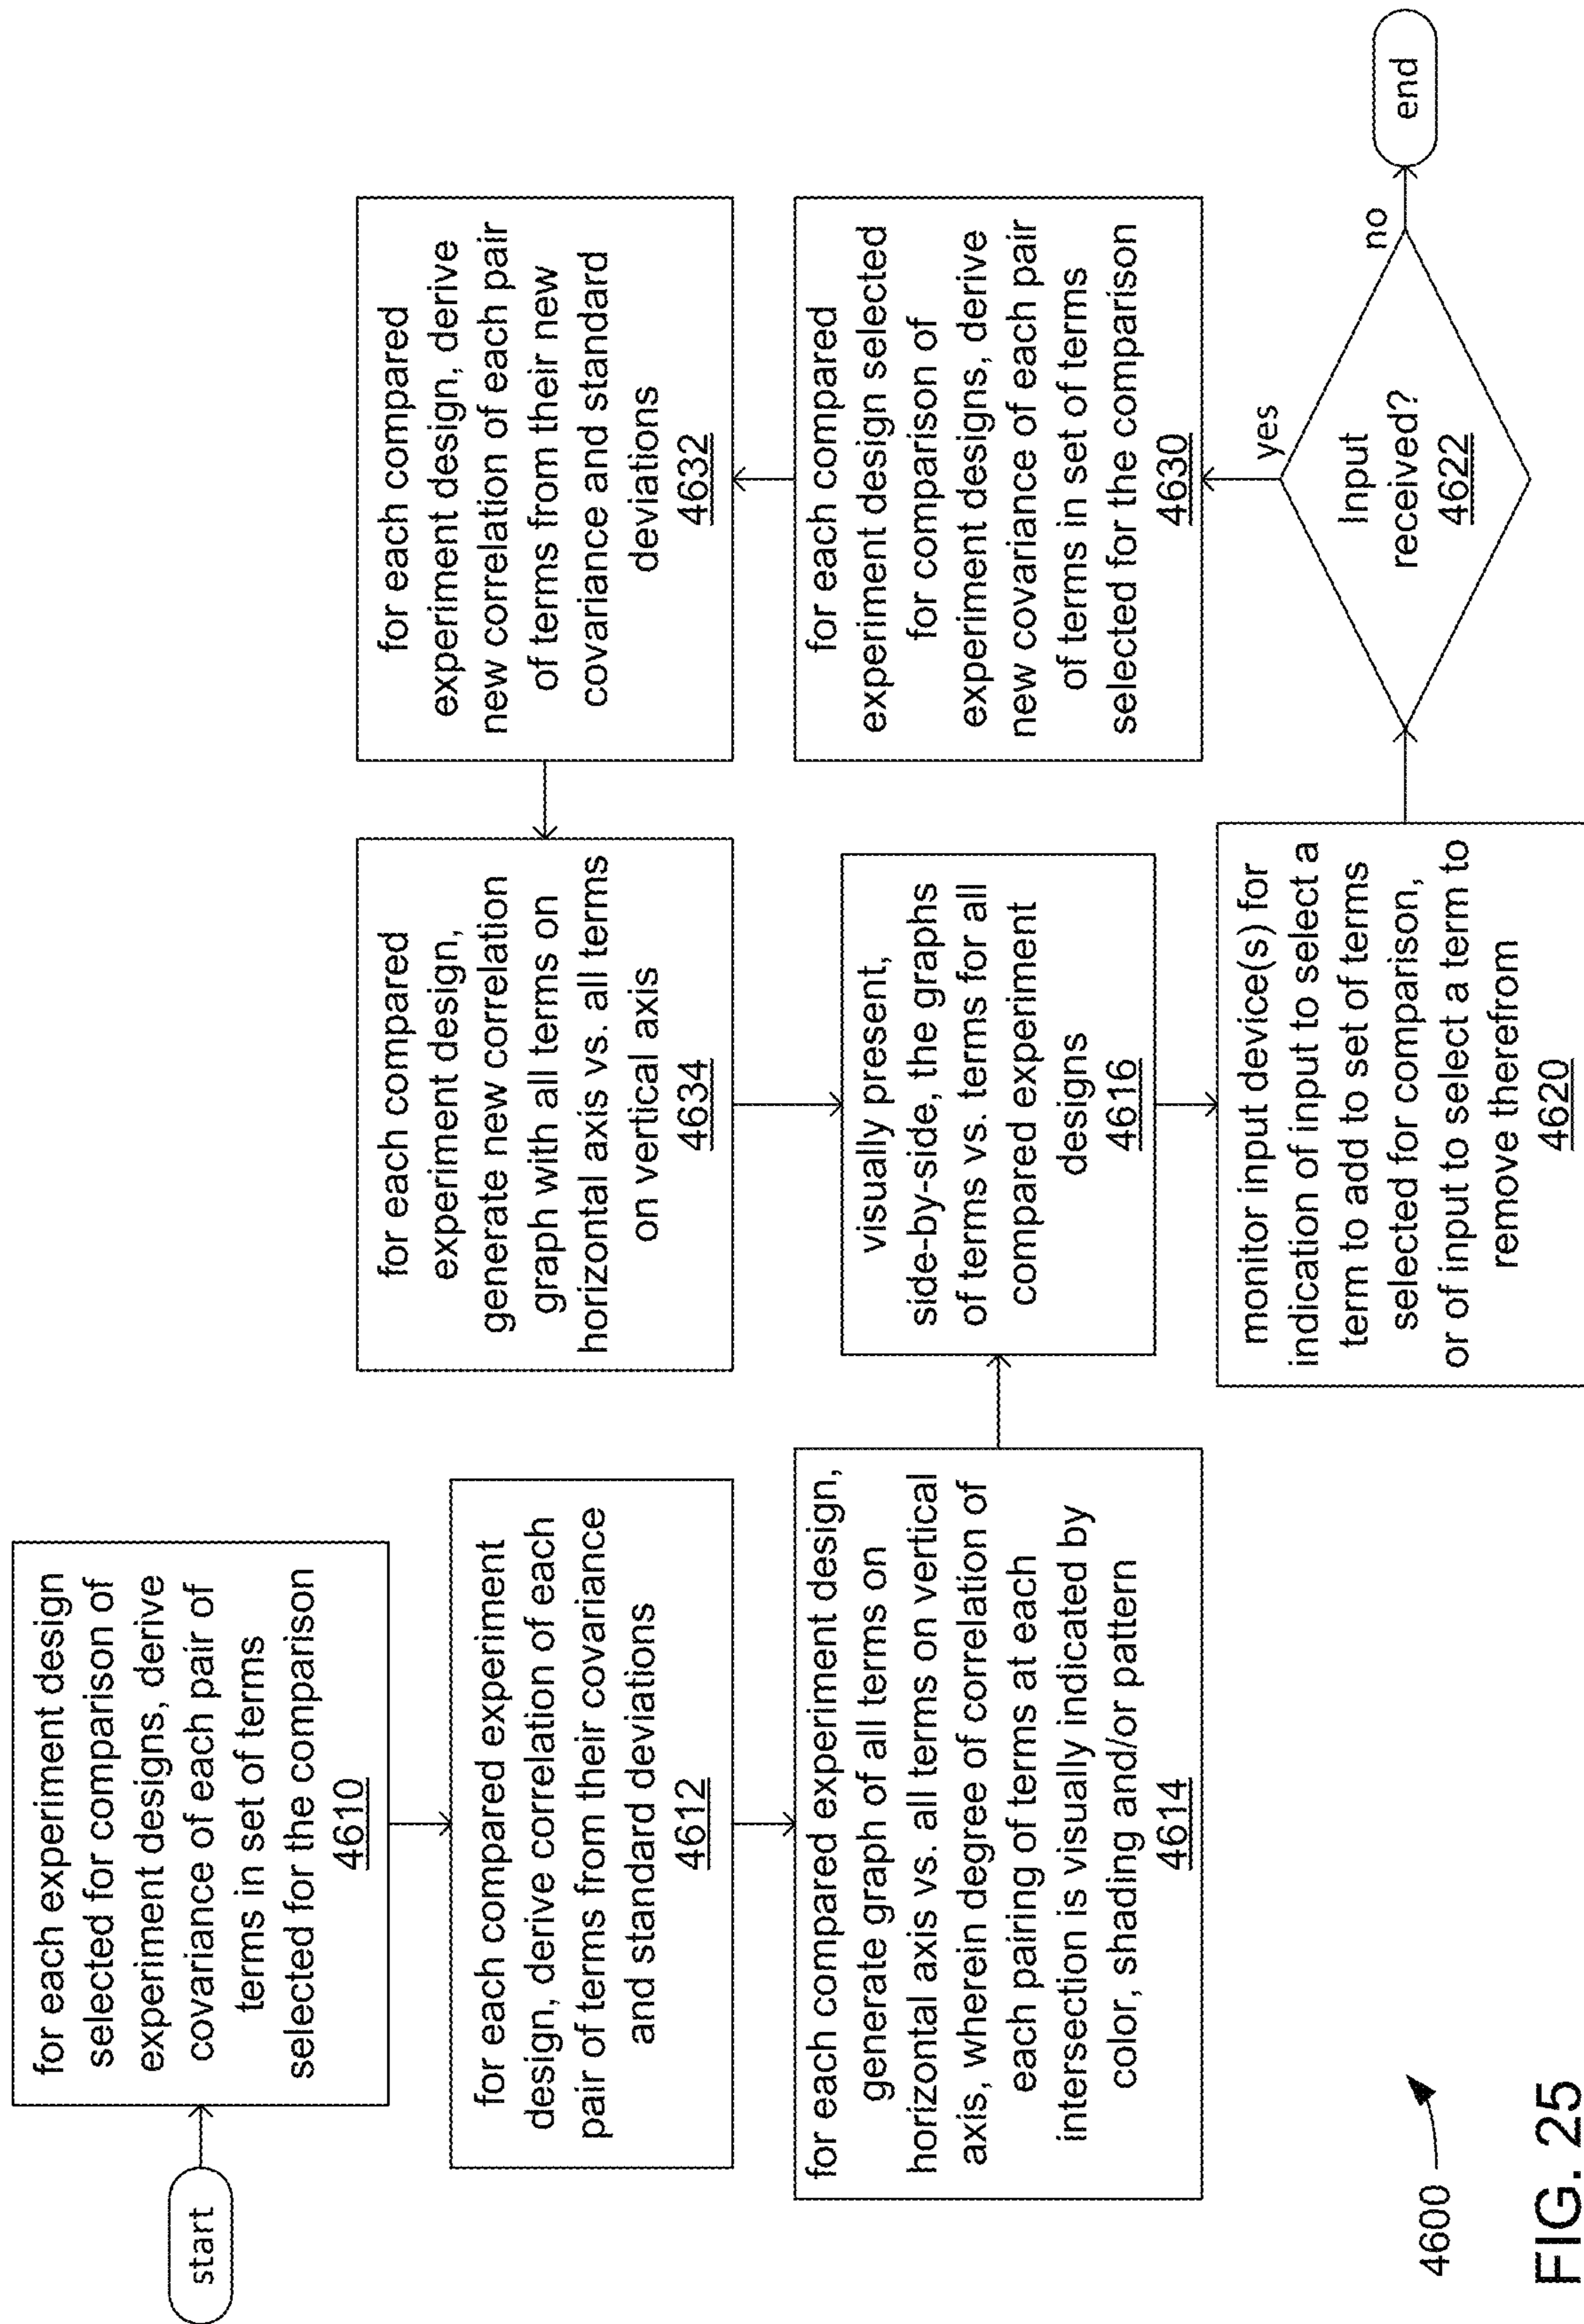 start
for each experiment design
selected for comparison of
experiment designs, derive
covariance of each pair of
terms in set of terms
selected for the comparison
4610
for each compared experiment
design, derive correlation of each
pair of terms from their covariance
and standard deviations
4612
for each compared experiment design,
generate graph of all terms on
horizontal axis vs. all terms on vertical
axis, wherein degree of correlation of
each pairing of terms at each
intersection is visually indicated by
color, shading and/or pattern
4614
for each compared
experiment design,
generate new correlation
graph with all terms on
horizontal axis vs. all terms
on vertical axis
4634
visually present,
side-by-side, the graphs
of terms vs. terms for all
compared experiment
designs
4616
monitor input device(s) for
indication of input to select a
term to add to set of terms
selected for comparison,
or of input to select a term to
remove therefrom
4620
for each compared
experiment design, derive
new correlation of each pair
of terms from their new
covariance and standard
deviations
4632
for each compared
experiment design selected
for comparison of
experiment designs, derive
new covariance of each pair
of terms in set of terms
selected for the comparison
4630
yes
Input
received?
4622
no
end
4600
FIG. 25